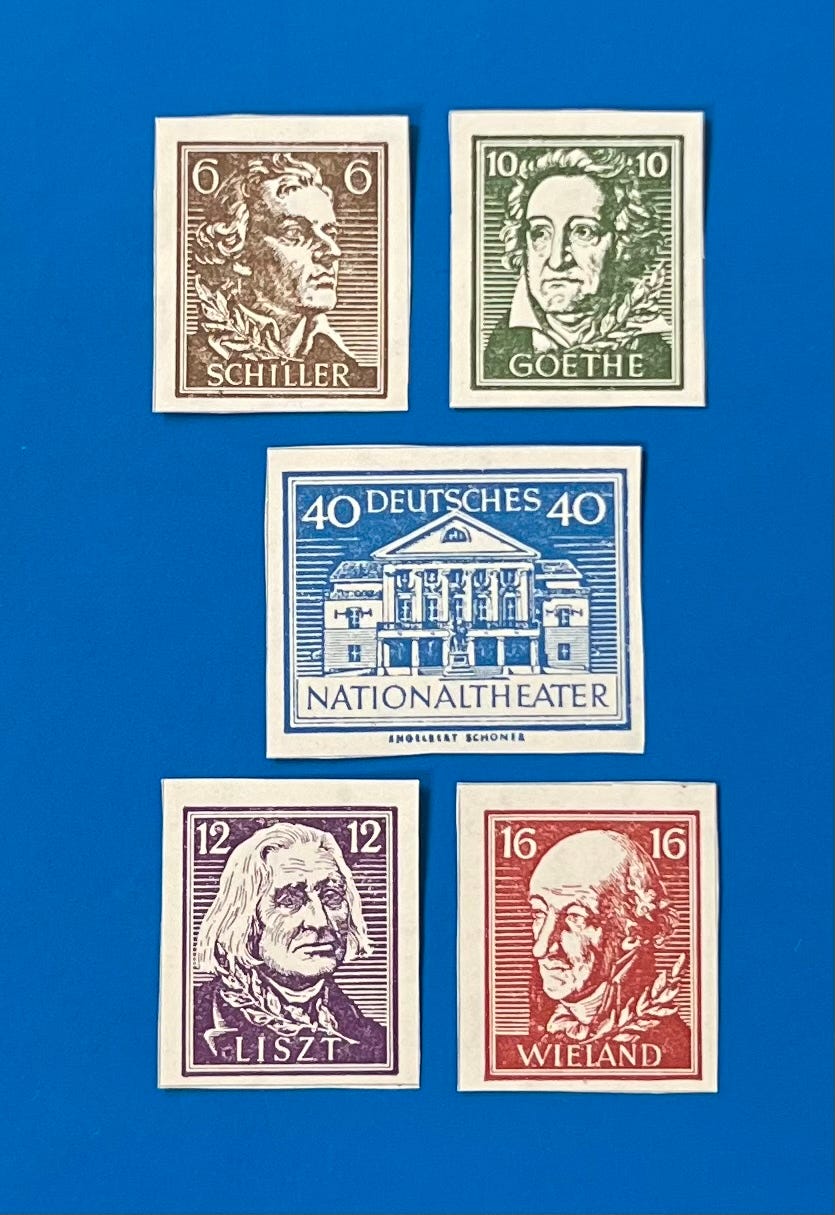 6 6
SCHILLER
10 10
GOETHE
40 DEUTSCHES 40
NATIONALTHEATER
ENGELBERT SCHONER
12 12
LISZT
16 16
WIELAND